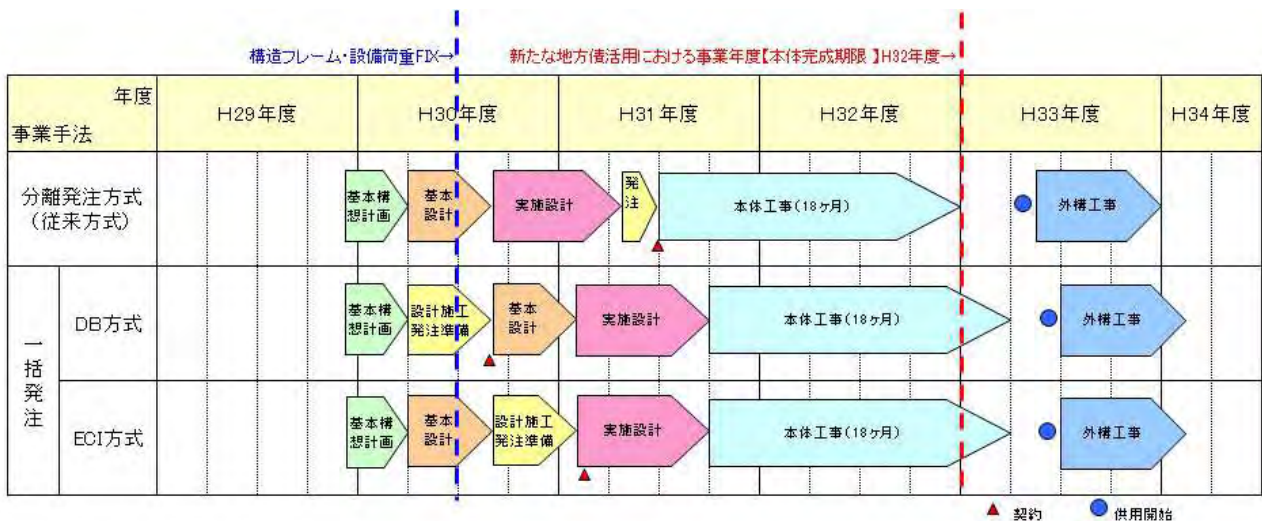 構造フレーム・設備荷重FIX→
新たな地方債活用における事業年度【本体完成期限】H32年度→
年度
事業手法
H29年度
H30年度
H31年度
H32年度
H33年度
H34年度
分離発注方式
(従来方式)
基本構
想計画
基本
設計
実施設計
発
注
本体工事(18ヶ月)
外構工事
一括発注
DB方式
基本構
想計画
設計施工
発注準備
基本
設計
実施設計
本体工事(18ヶ月)
外構工事
ECI方式
基本構
想計画
基本
設計
設計施工
発注準備
実施設計
本体工事(18ヶ月)
外構工事
契約
供用開始